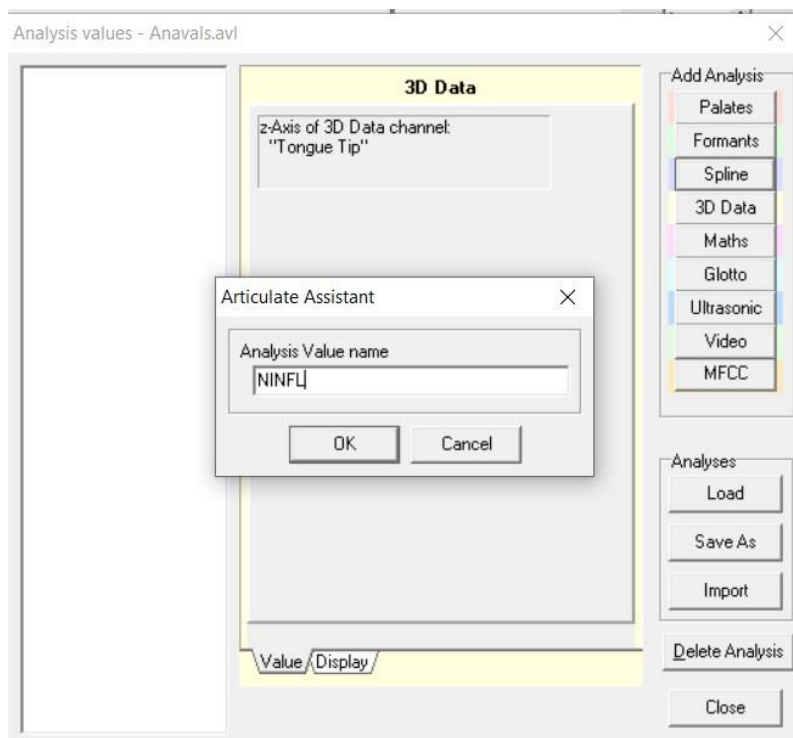 Analysis values - Anavals.avl
3D Data
z-Axis of 3D Data channel:
"Tongue Tip"
Articulate Assistant
Analysis Value name
NINFL
OK
Cancel
Value
Display
Add Analysis
Palates
Formants
Spline
3D Data
Maths
Glotto
Ultrasonic
Video
MFCC
Analyses
Load
Save As
Import
Delete Analysis
Close